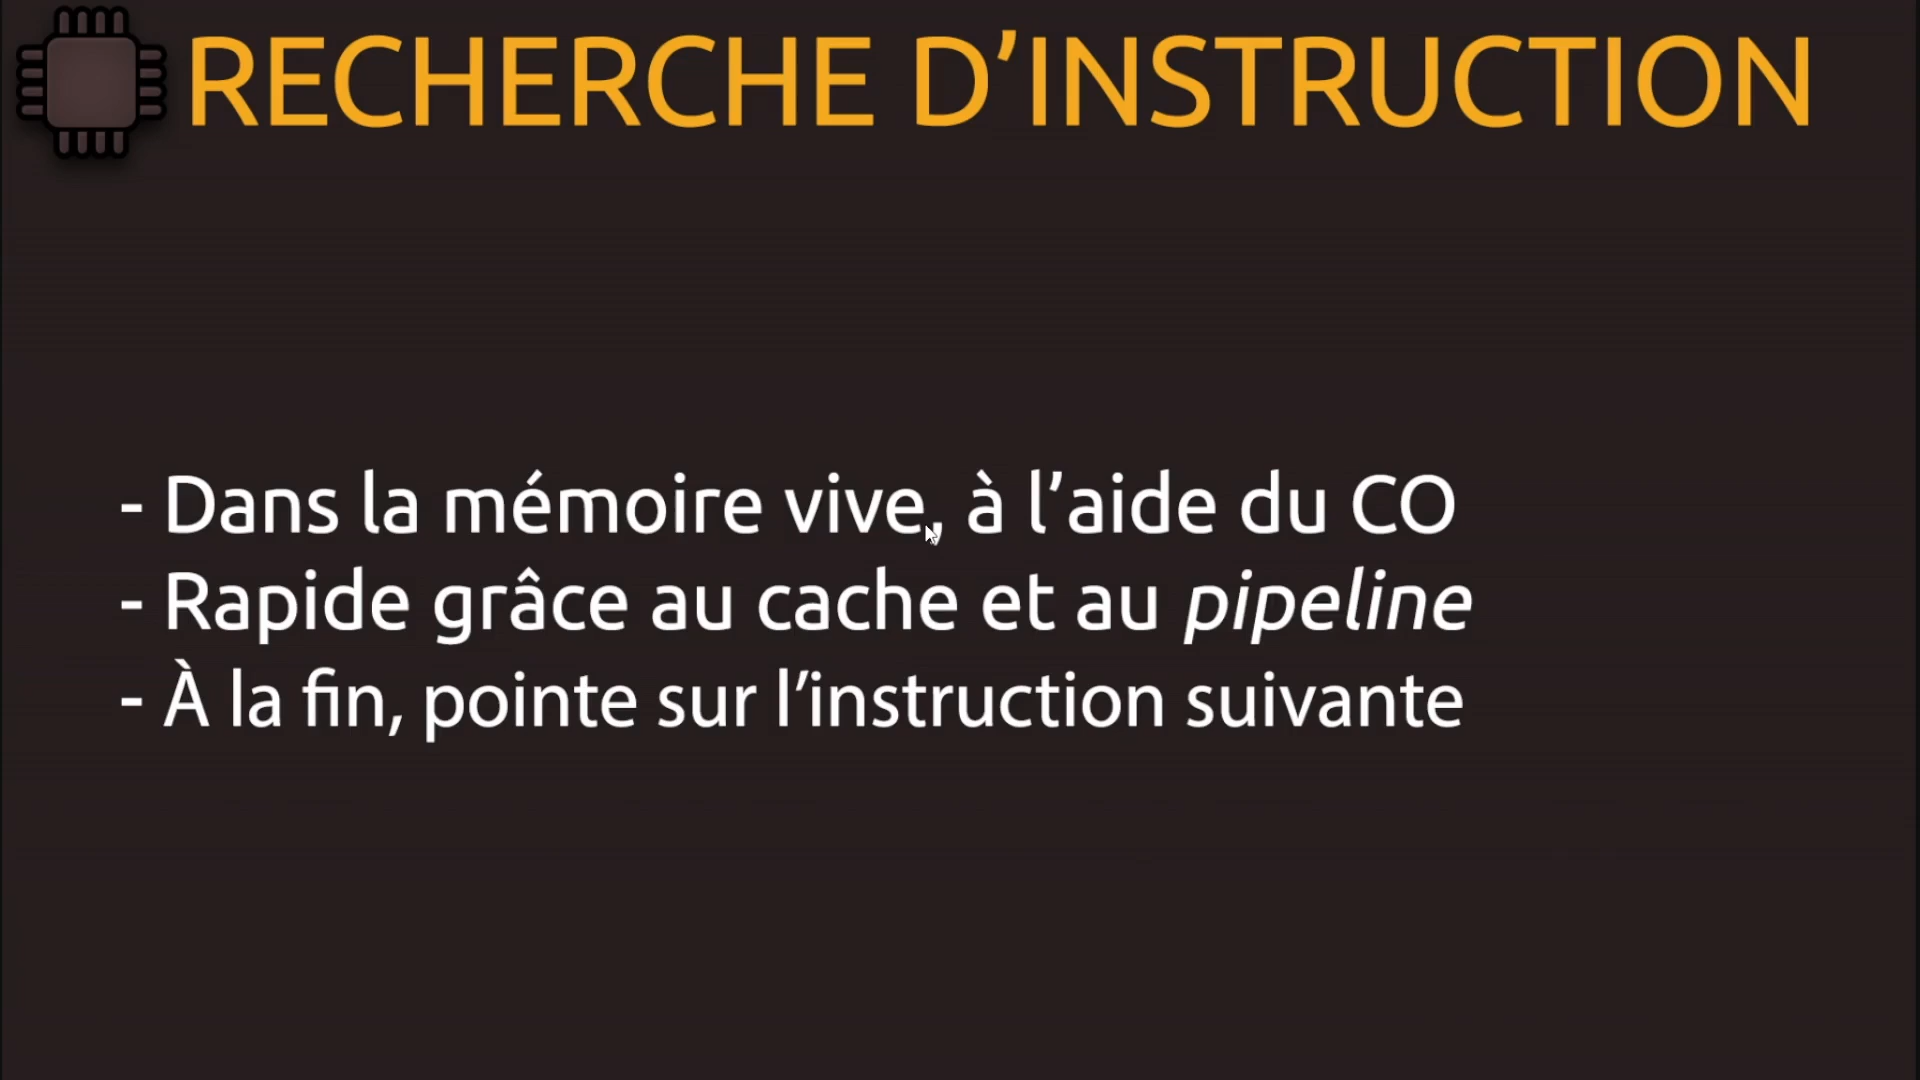 RECHERCHE D’INSTRUCTION
- Dans la mémoire vive, à l’aide du CO
- Rapide grâce au cache et au pipeline
- À la fin, pointe sur l’instruction suivante